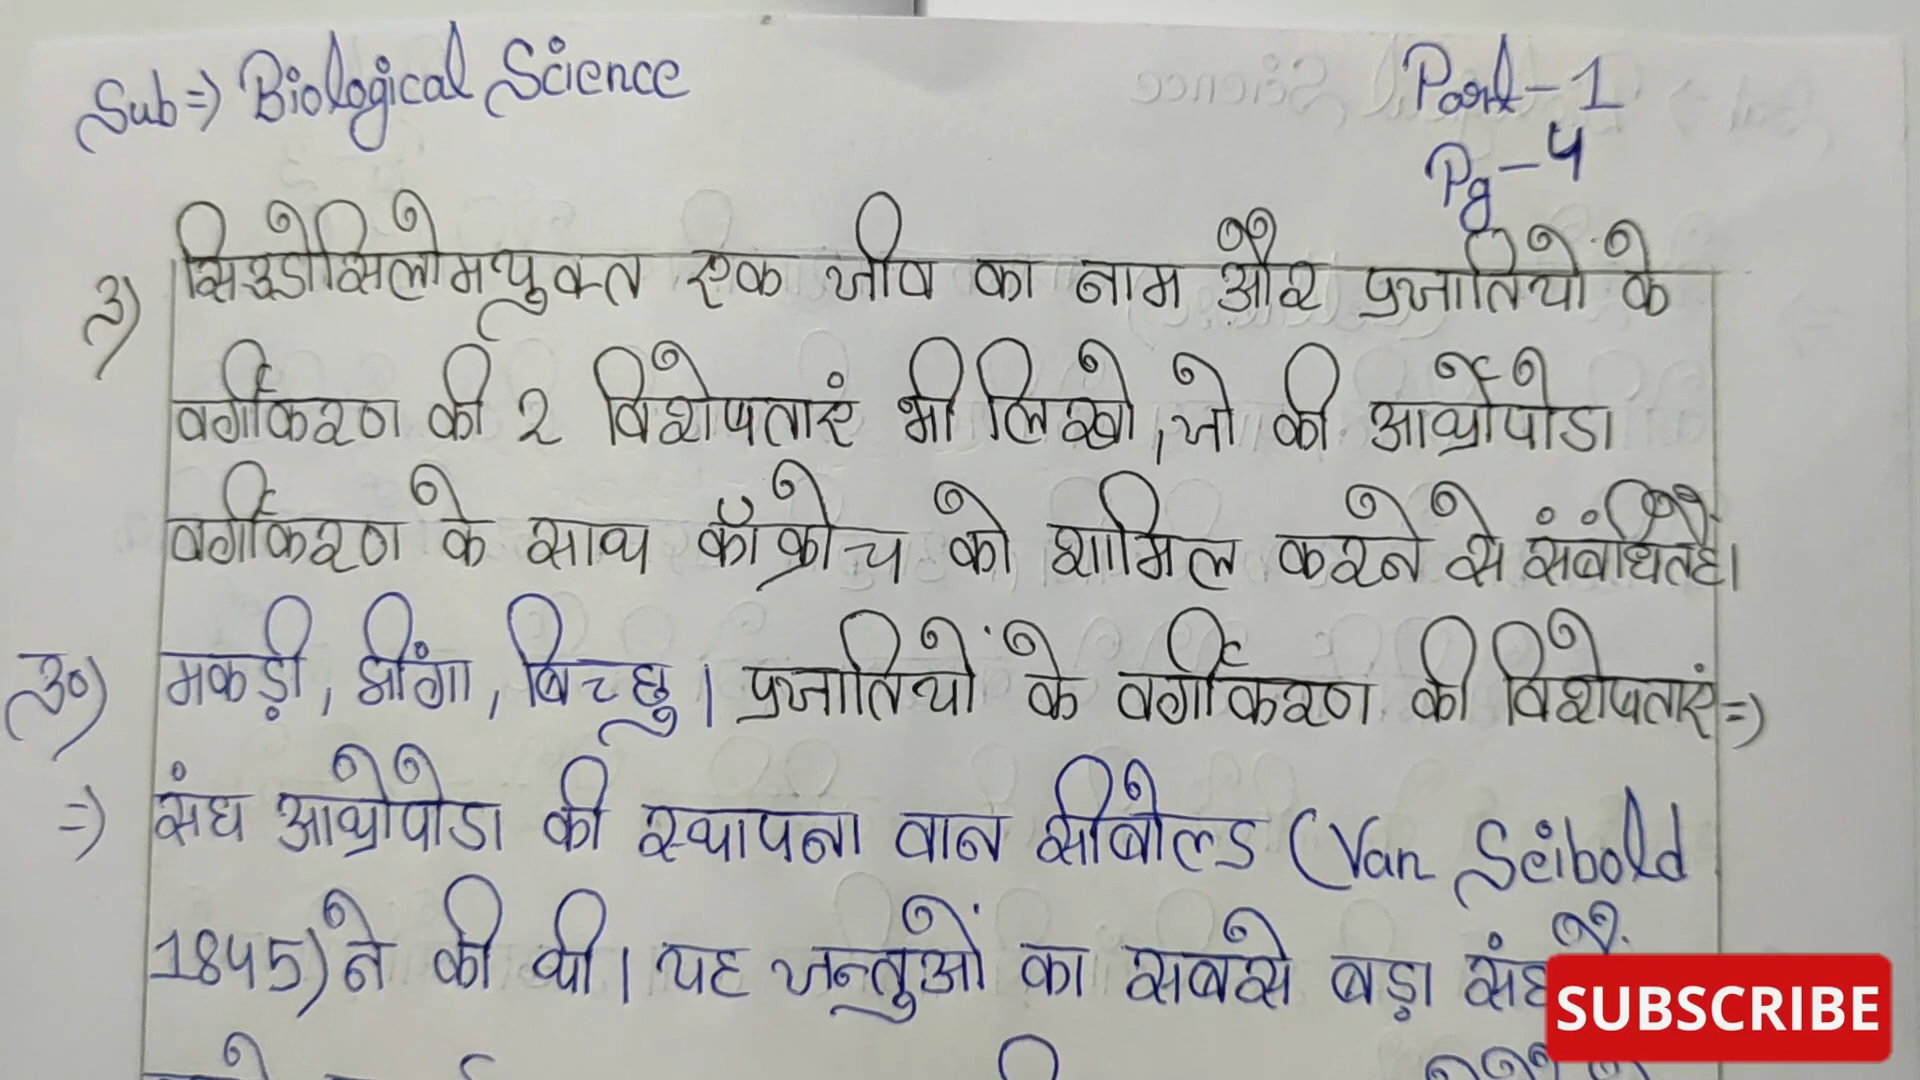 Sub⇒ Biological Science
Part-1
Pg-4
3) सिउडोसिलोमयुक्त एक जीव का नाम और प्रजातियो के
वर्गीकरण की 2 विशेषताएं भी लिखो, जो की आर्थ्रोपोडा
वर्गीकरण के साथ कॉक्रोच को शामिल करने से संबंधित है।
उ०) मकड़ी, झींगा, बिच्छु। प्रजातियों के वर्गीकरण की विशेषताएं⇒
⇒ संघ आथ्रोपोडा की स्थापना वान सीबोल्ड (Van Seibold
1845) ने की थी। यह जन्तुओं का सबसे बड़ा संघ है
SUBSCRIBE